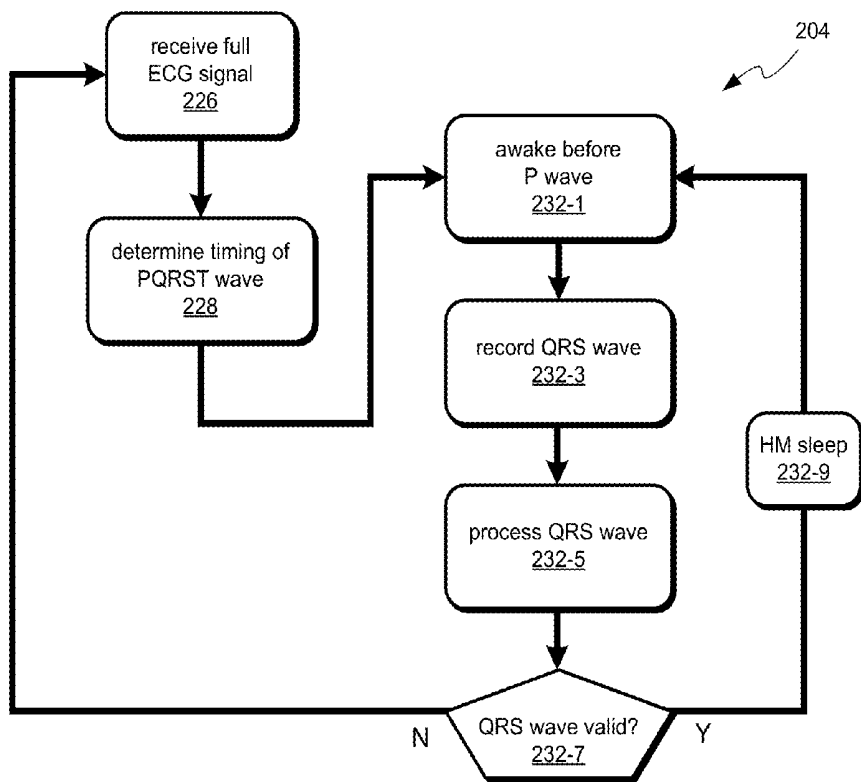 204
receive full
ECG signal
226
determine timing of
PQRST wave
228
awake before
P wave
232-1
record QRS wave
232-3
process QRS wave
232-5
HM sleep
232-9
QRS wave valid?
232-7
N
Y